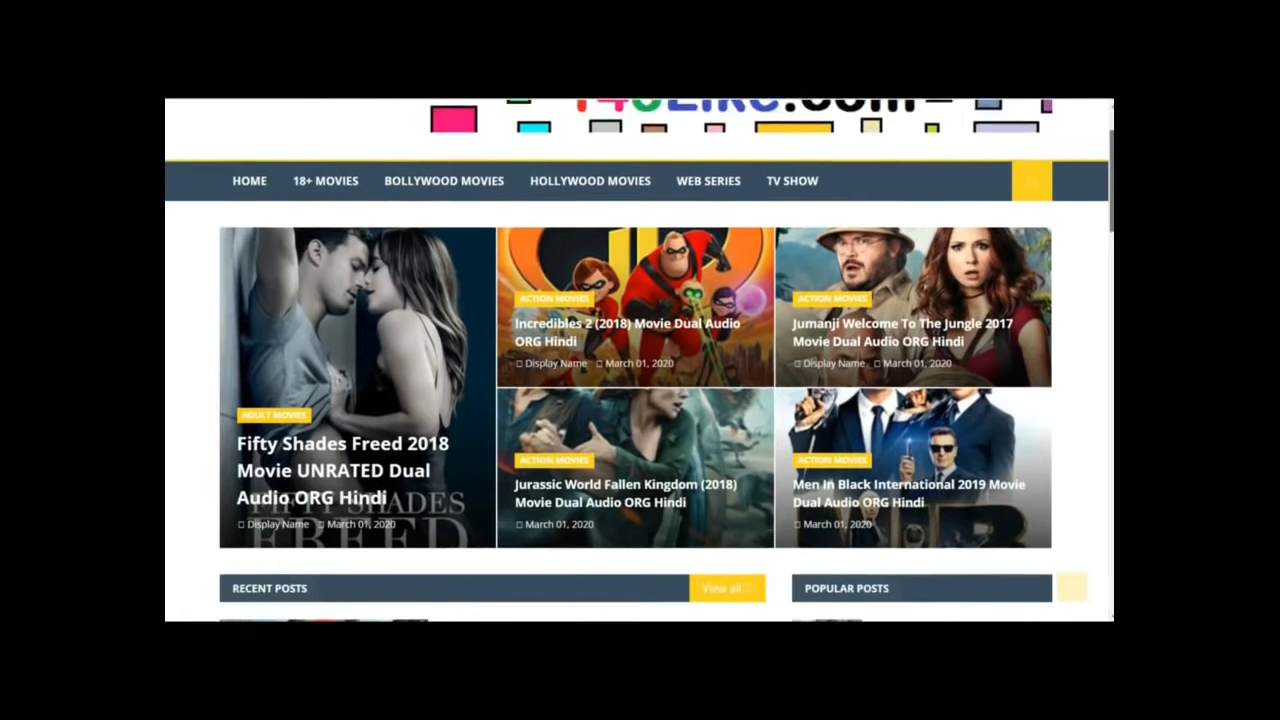 HOME 18+ MOVIES BOLLYWOOD MOVIES HOLLYWOOD MOVIES WEB SERIES TV SHOW
ADULT MOVIES
Fifty Shades Freed 2018
Movie UNRATED Dual
Audio ORG Hindi
Display Name March 01, 2020
FIFTY SHADES
FREED
ACTION MOVIES
Incredibles 2 (2018) Movie Dual Audio
ORG Hindi
Display Name March 01, 2020
ACTION MOVIES
Jumanji Welcome To The Jungle 2017
Movie Dual Audio ORG Hindi
Display Name March 01, 2020
ACTION MOVIES
Jurassic World Fallen Kingdom (2018)
Movie Dual Audio ORG Hindi
March 01, 2020
ACTION MOVIES
Men In Black International 2019 Movie
Dual Audio ORG Hindi
March 01, 2020
RECENT POSTS
View all
POPULAR POSTS